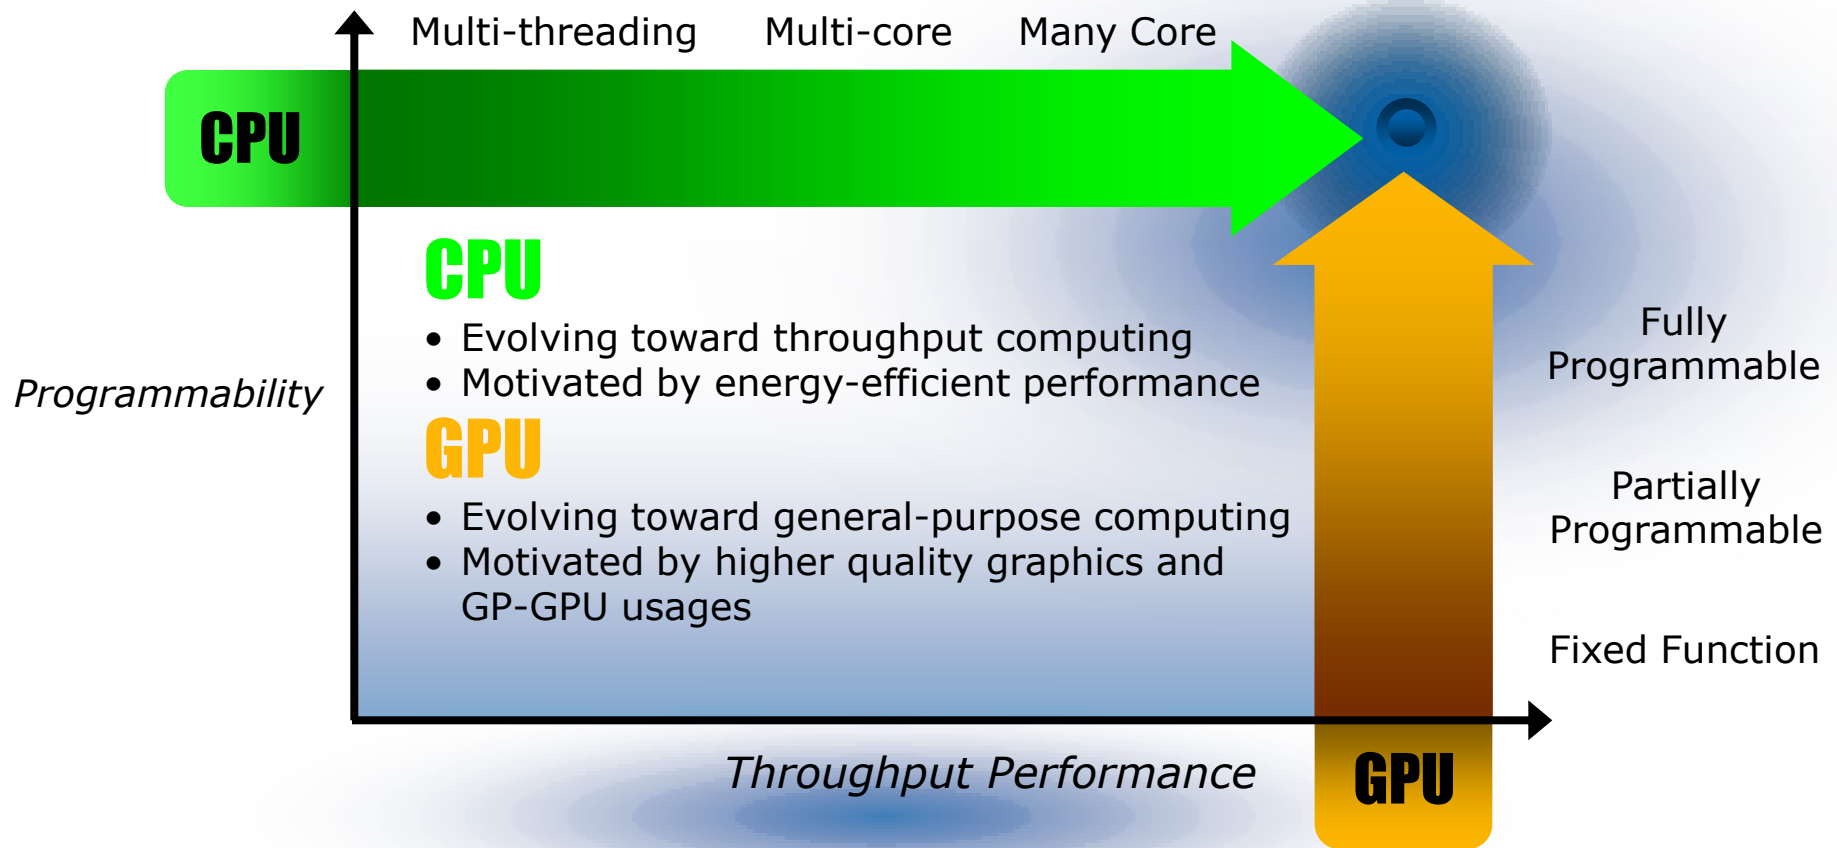 Multi-threading Multi-core Many Core
CPU
CPU
• Evolving toward throughput computing
• Motivated by energy-efficient performance
GPU
• Evolving toward general-purpose computing
• Motivated by higher quality graphics and
GP-GPU usages
Programmability
Fully
Programmable
Partially
Programmable
Fixed Function
Throughput Performance
GPU